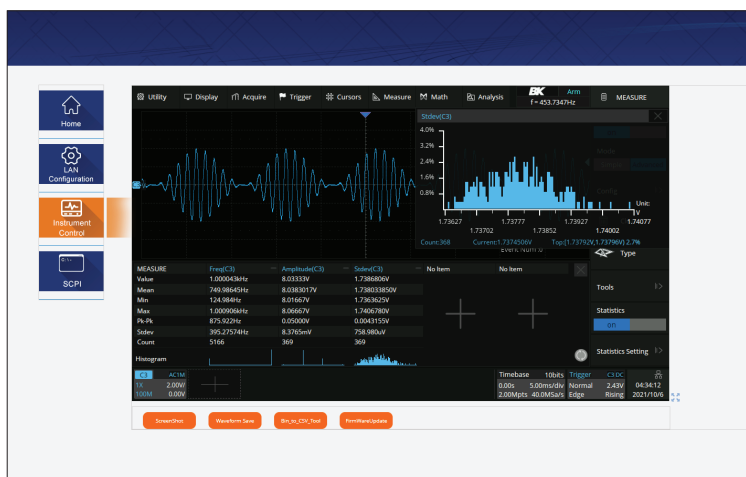 Home
LAN
Configuration
Instrument
Control
SCPI
Utility Display Acquire Trigger Cursors Measure Math Analysis BK Arm
f = 453.7347Hz
MEASURE
Stdev(C3)
4.0%
3.2%
2.4%
1.6%
0.8%
Unit:
V
1.73627 1.73777 1.73927 1.74077
1.73702 1.73852 1.74002
Count:368 Current:1.7374506V Top:[1.73792V,1.73796V) 2.7%
C3
Type
Tools
Statistics
on
Statistics Setting
MEASURE Freq(C3) Amplitude(C3) Stdev(C3) No Item No Item
Value 1.000043kHz 8.03333V 1.7386806V
Mean 749.98645Hz 8.0383017V 1.738033850V
Min 124.984Hz 8.01667V 1.7363625V
Max 1.000906kHz 8.06667V 1.7406780V
Pk-Pk 875.922Hz 0.05000V 0.0043155V
Stdev 395.27574Hz 8.3765mV 758.980uV
Count 5166 369 369
Histogram
C3 AC1M
1X 2.00V/
100M 0.00V
Timebase 10bits Trigger C3 DC
0.00s 5.00ms/div Normal 2.43V 04:34:12
2.00Mpts 40.0MSa/s Edge Rising 2021/10/6
ScreenShot Waveform Save Bin_to_CSV_Tool FirmWareUpdate